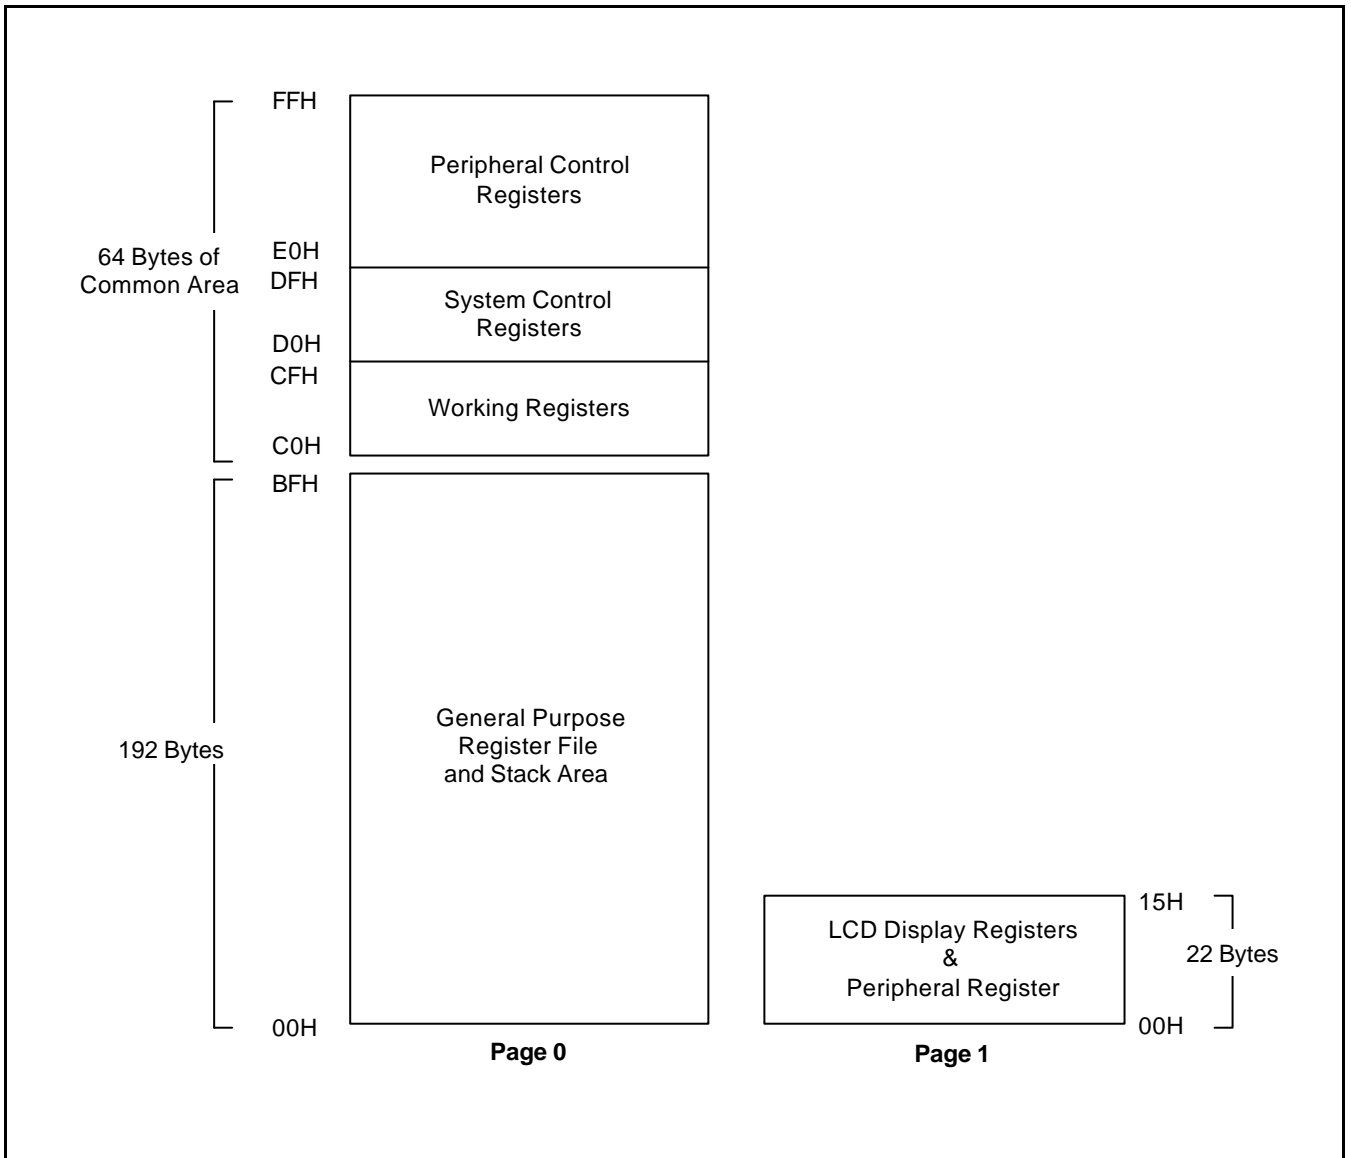 FFH
Peripheral Control
Registers
64 Bytes of
Common Area
E0H
DFH
System Control
Registers
D0H
CFH
Working Registers
C0H
BFH
General Purpose
Register File
and Stack Area
192 Bytes
00H
Page 0
15H
LCD Display Registers
&
Peripheral Register
22 Bytes
00H
Page 1